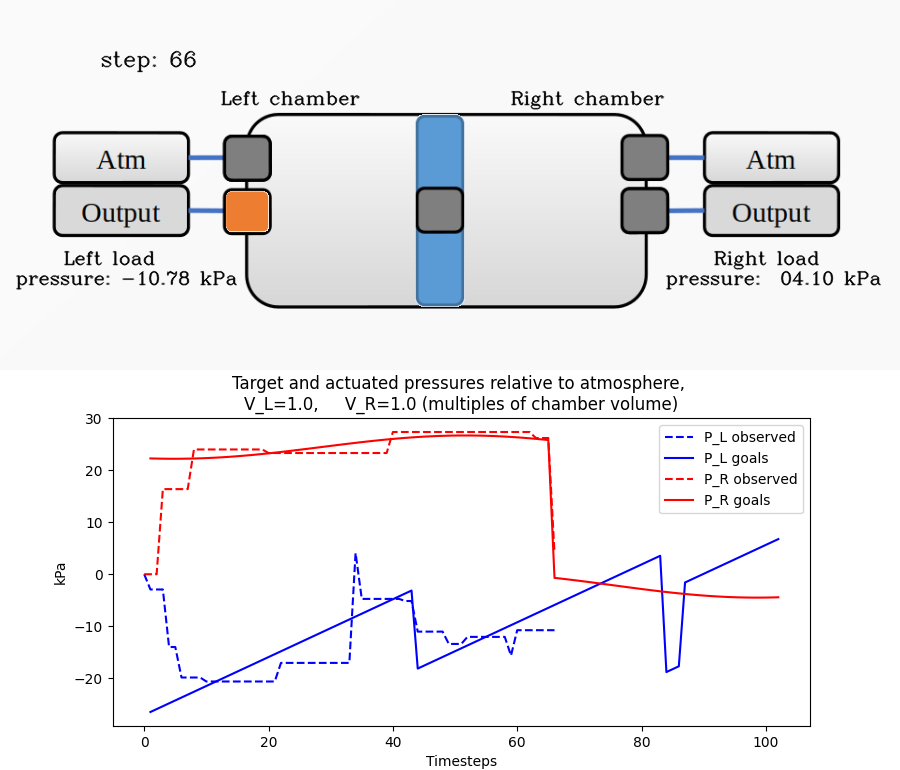 step: 66
Left chamber
Right chamber
Atm
Output
Atm
Output
Left load
pressure: −10.78 kPa
Right load
pressure: 04.10 kPa
Target and actuated pressures relative to atmosphere,
V_L=1.0, V_R=1.0 (multiples of chamber volume)
30
20
10
0
−10
−20
kPa
P_L observed
P_L goals
P_R observed
P_R goals
0 20 40 60 80 100
Timesteps